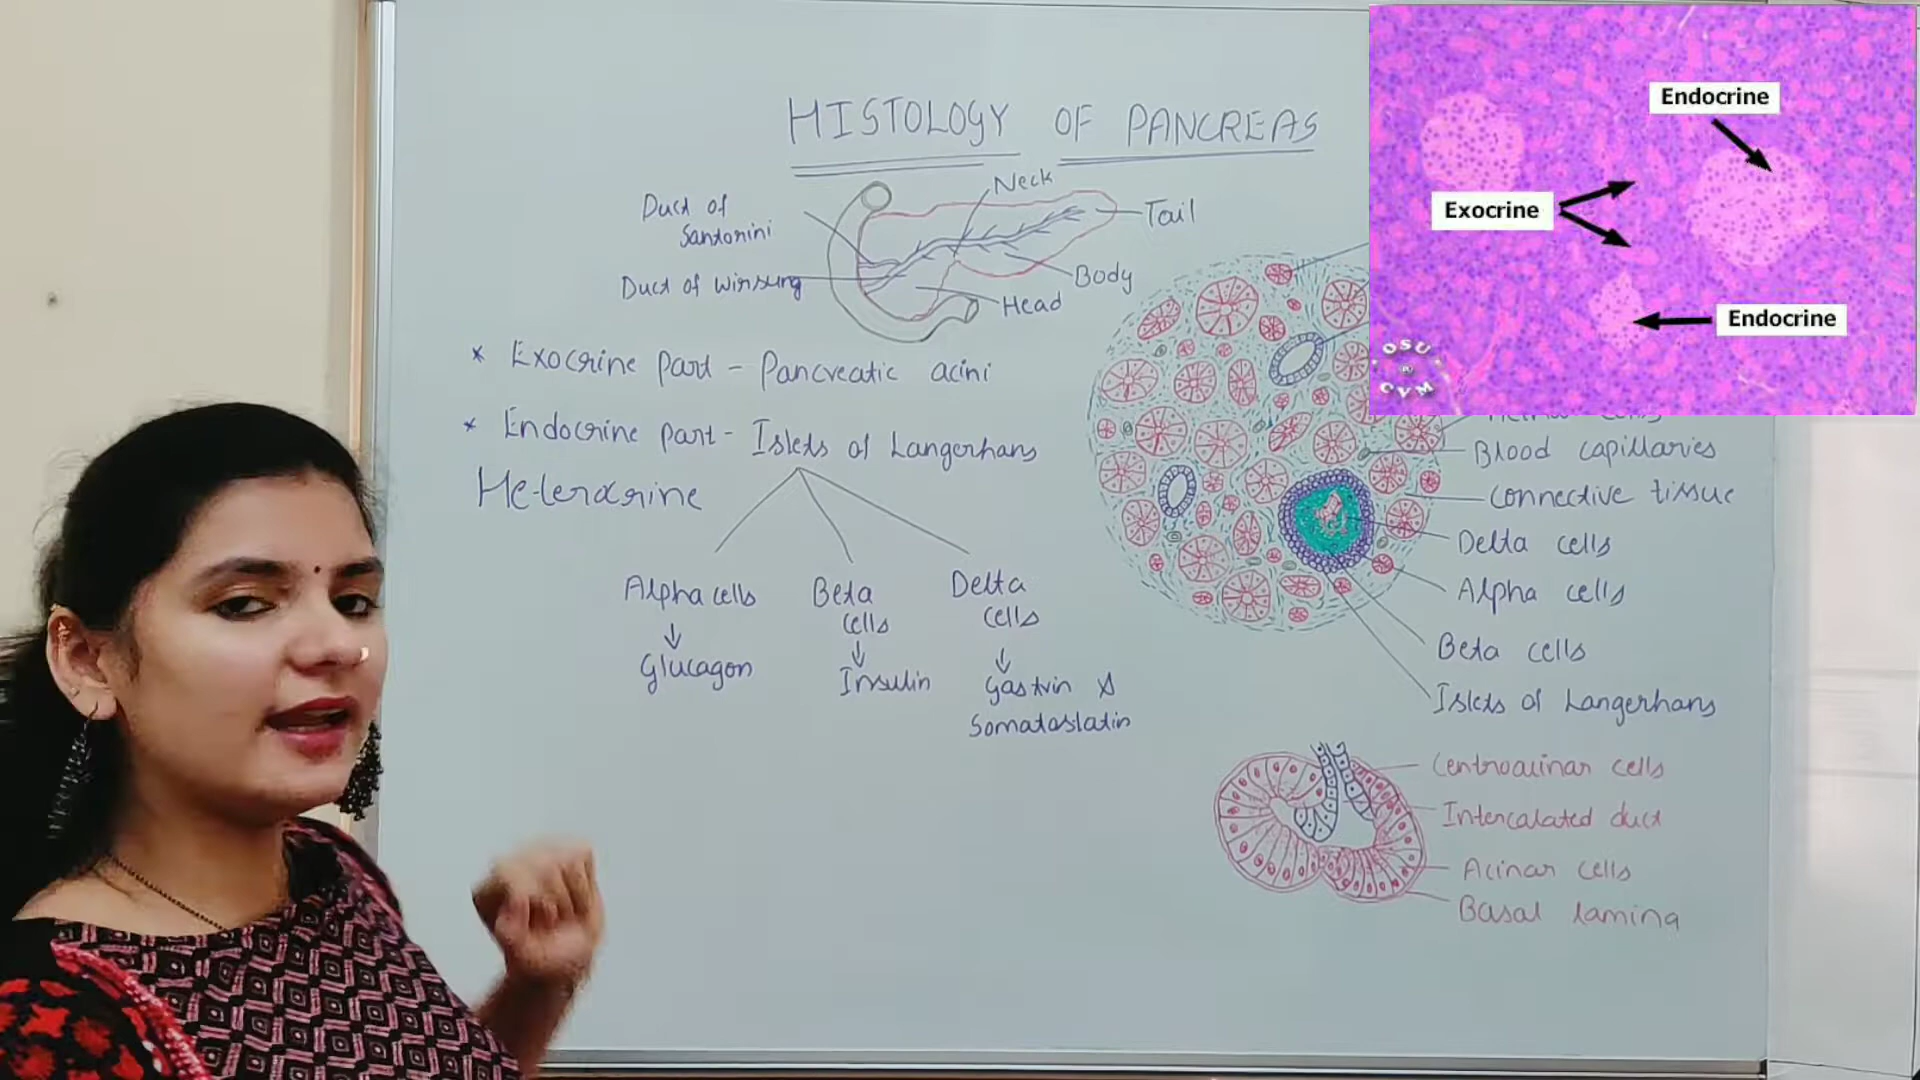 HISTOLOGY OF PANCREAS
Duct of
Santorini
Duct of Wirsung
Neck
Tail
Body
Head
* Exocrine part - Pancreatic acini
* Endocrine part - Islets of Langerhans
Heterocrine
Alpha cells
↓
Glucagon
Beta
cells
↓
Insulin
Delta
cells
↓
Gastrin &
Somatostatin
Endocrine
Exocrine
Endocrine
OSU
@
CVM
Blood capillaries
Connective tissue
Delta cells
Alpha cells
Beta cells
Islets of Langerhans
Centroacinar cells
Intercalated duct
Acinar cells
Basal lamina